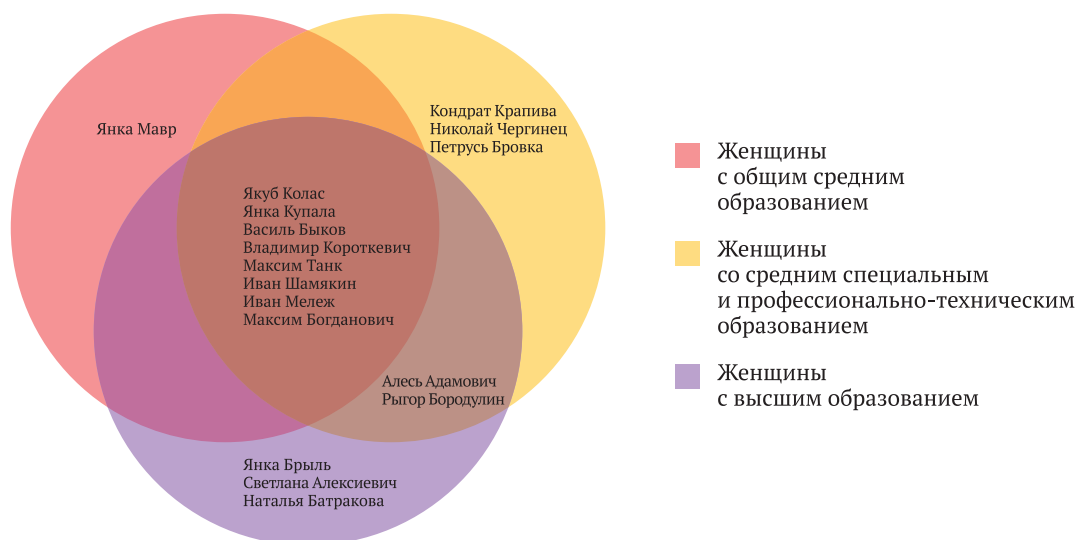 Янка Мавр
Кондрат Крапива
Николай Чергинец
Петрусь Бровка
Якуб Колас
Янка Купала
Василь Быков
Владимир Короткевич
Максим Танк
Иван Шамякин
Иван Мележ
Максим Богданович
Алесь Адамович
Рыгор Бородулин
Янка Брыль
Светлана Алексиевич
Наталья Батракова
Женщины
с общим средним
образованием
Женщины
со средним специальным
и профессионально-техническим
образованием
Женщины
с высшим образованием